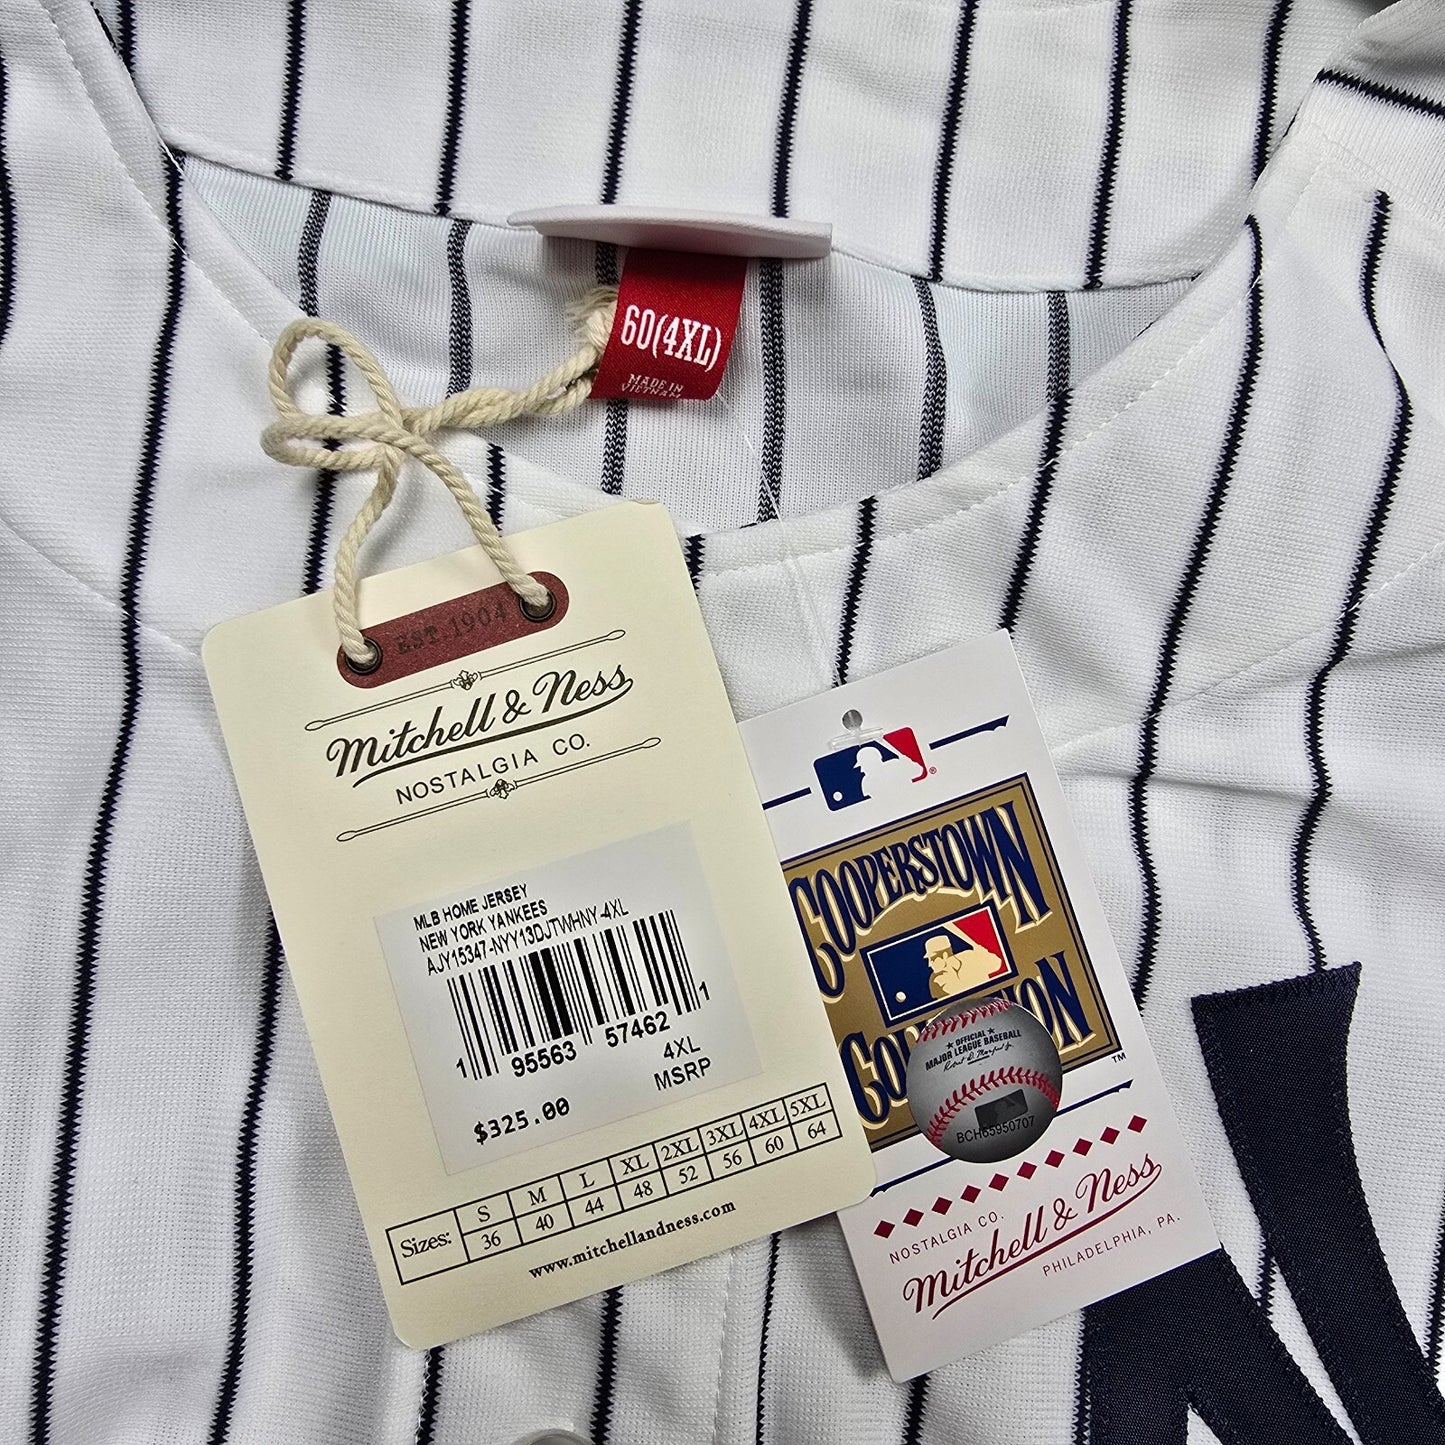 60(4XL)
MADE IN
VIETNAM
EST. 1904
Mitchell & Ness
NOSTALGIA CO.
MLB HOME JERSEY
NEW YORK YANKEES
AJY15347-NYY13DJTWHNY-4XL
1 95563 57462 1
4XL
MSRP
$325.00
Sizes: S M L XL 2XL 3XL 4XL 5XL
36 40 44 48 52 56 60 64
www.mitchellandness.com
®
COOPERSTOWN
COLLECTION
TM
OFFICIAL
MAJOR LEAGUE BASEBALL
BCH65950707
NOSTALGIA CO.
Mitchell & Ness
PHILADELPHIA, PA.